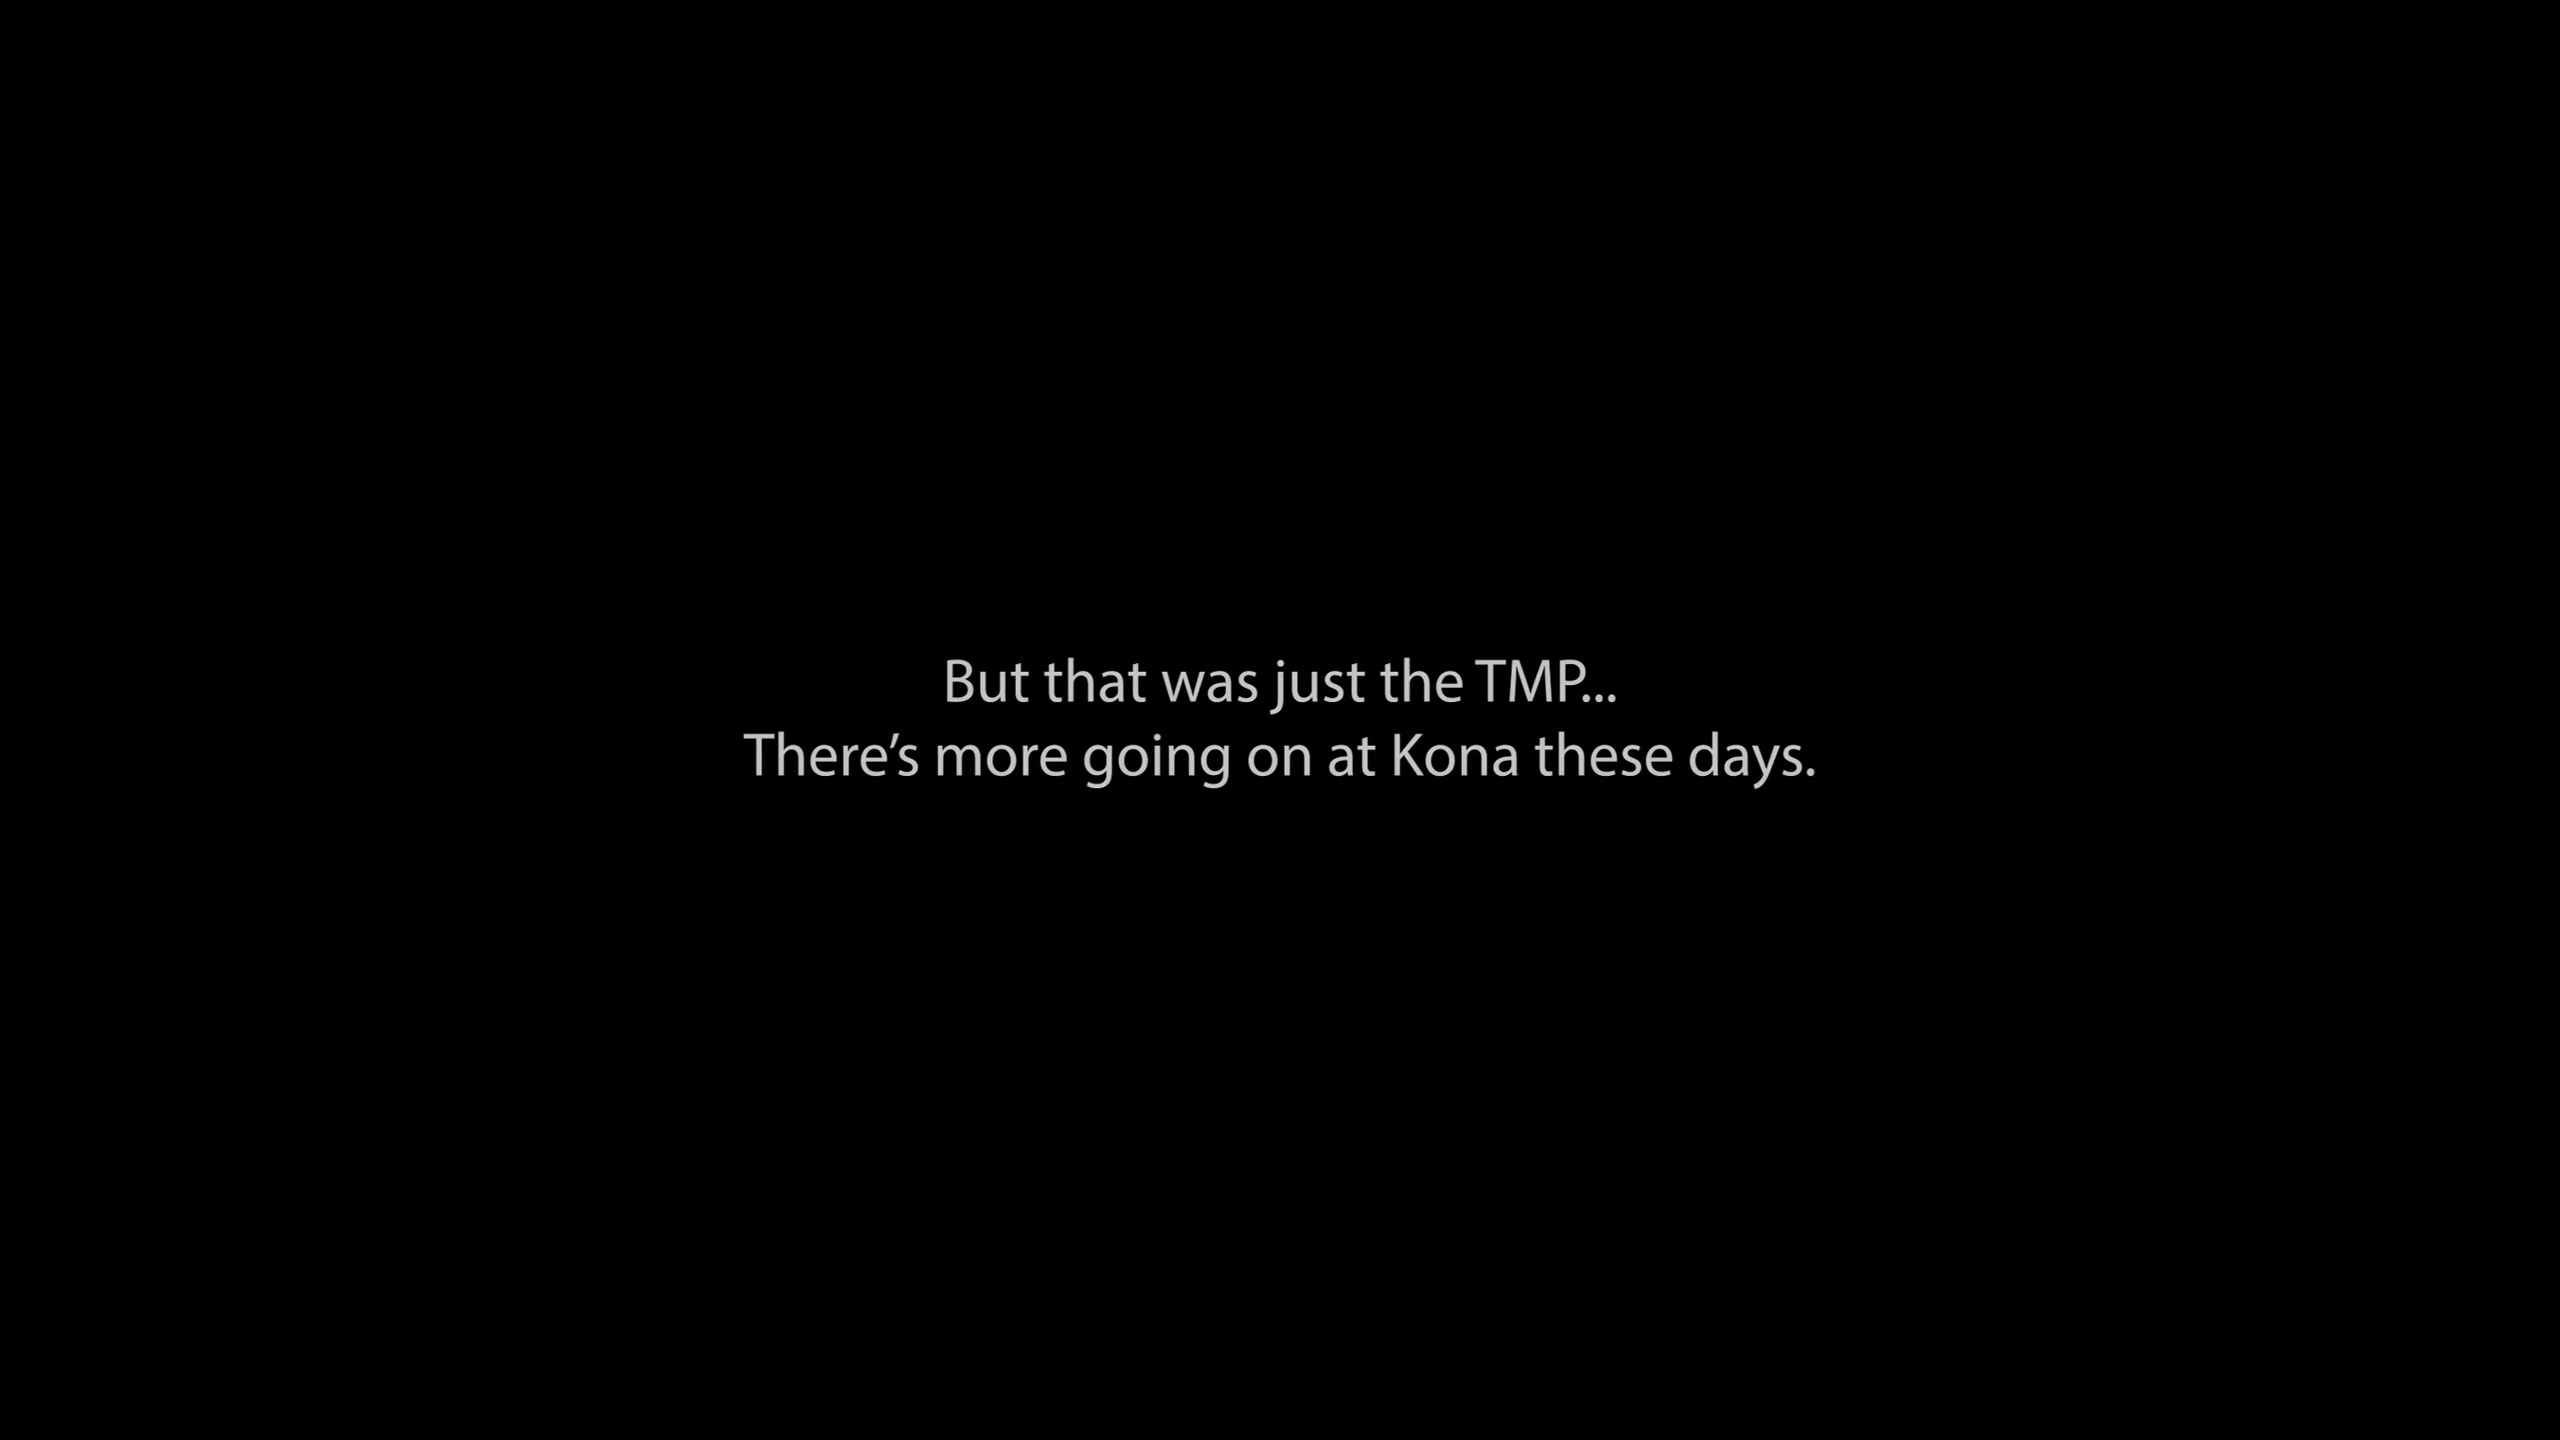 But that was just the TMP...
There’s more going on at Kona these days.